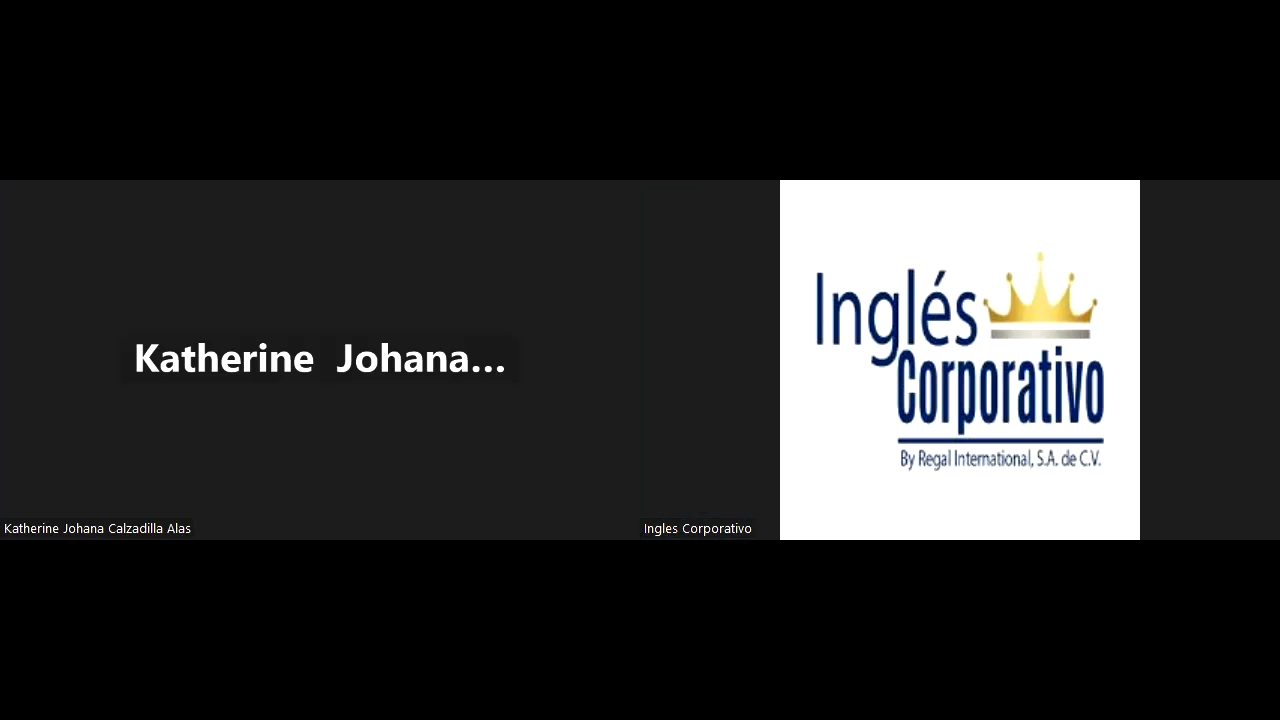 Katherine Johana...
Katherine Johana Calzadilla Alas
Inglés
Corporativo
By Regal International, S.A. de C.V.
Ingles Corporativo